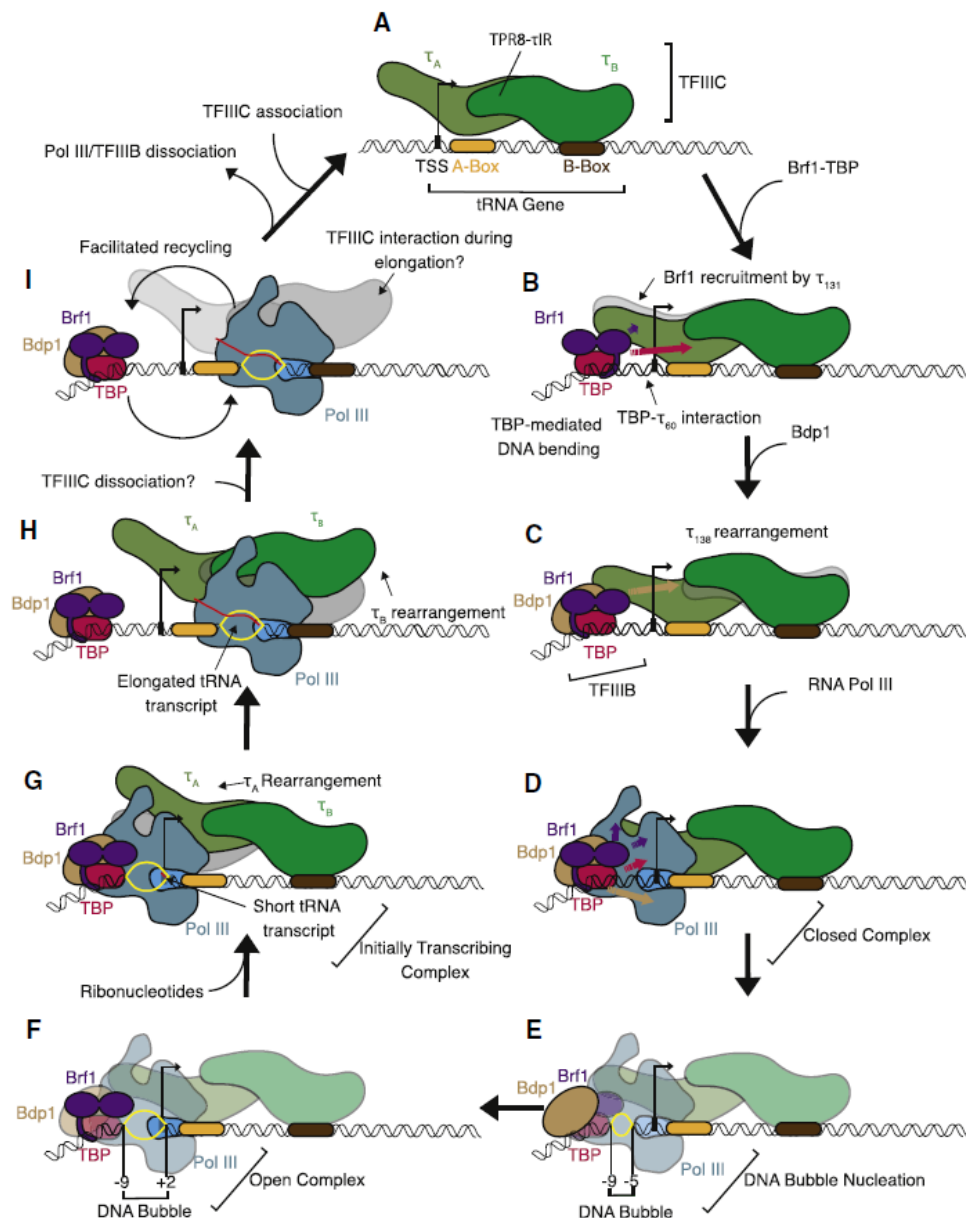 A
TPR8-τIR
τA
τB
TFIIIC
TFIIIC association
Pol III/TFIIIB dissociation
TSS
A-Box
B-Box
tRNA Gene
Brf1-TBP
Facilitated recycling
TFIIIC interaction during
elongation?
I
Brf1
Bdp1
TBP
Pol III
B
Brf1 recruitment by τ131
Brf1
TBP
TBP-τ60 interaction
TBP-mediated
DNA bending
Bdp1
TFIIIC dissociation?
H
τA
τB
Brf1
Bdp1
TBP
τB rearrangement
Pol III
Elongated tRNA
transcript
C
τ138 rearrangement
Brf1
Bdp1
TBP
TFIIIB
RNA Pol III
G
τA
τA Rearrangement
τB
Brf1
Bdp1
TBP
Pol III
Short tRNA
transcript
Initially Transcribing
Complex
Ribonucleotides
D
Brf1
Bdp1
TBP
Pol III
Closed Complex
F
Brf1
Bdp1
TBP
Pol III
-9
+2
DNA Bubble
Open Complex
E
Bdp1
Brf1
TBP
Pol III
-9
-5
DNA Bubble
DNA Bubble Nucleation